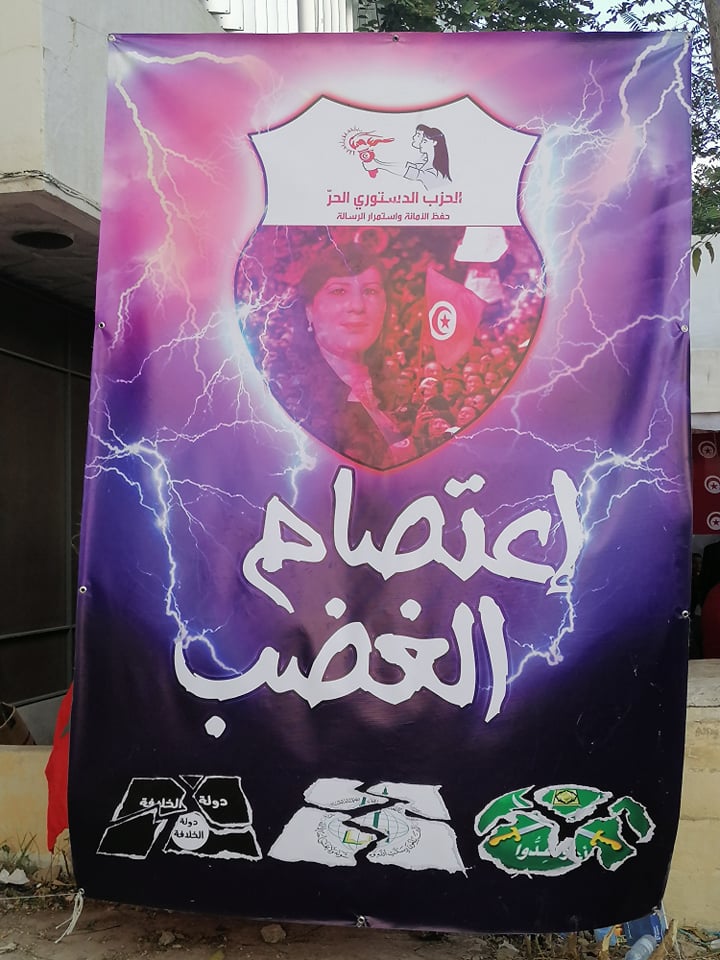 الحزب الدستوري الحرّ
حفظ الأمانة واستمرار الرسالة
إعتصام
الغضب
دولة الخلافة
دولة
الخلافة